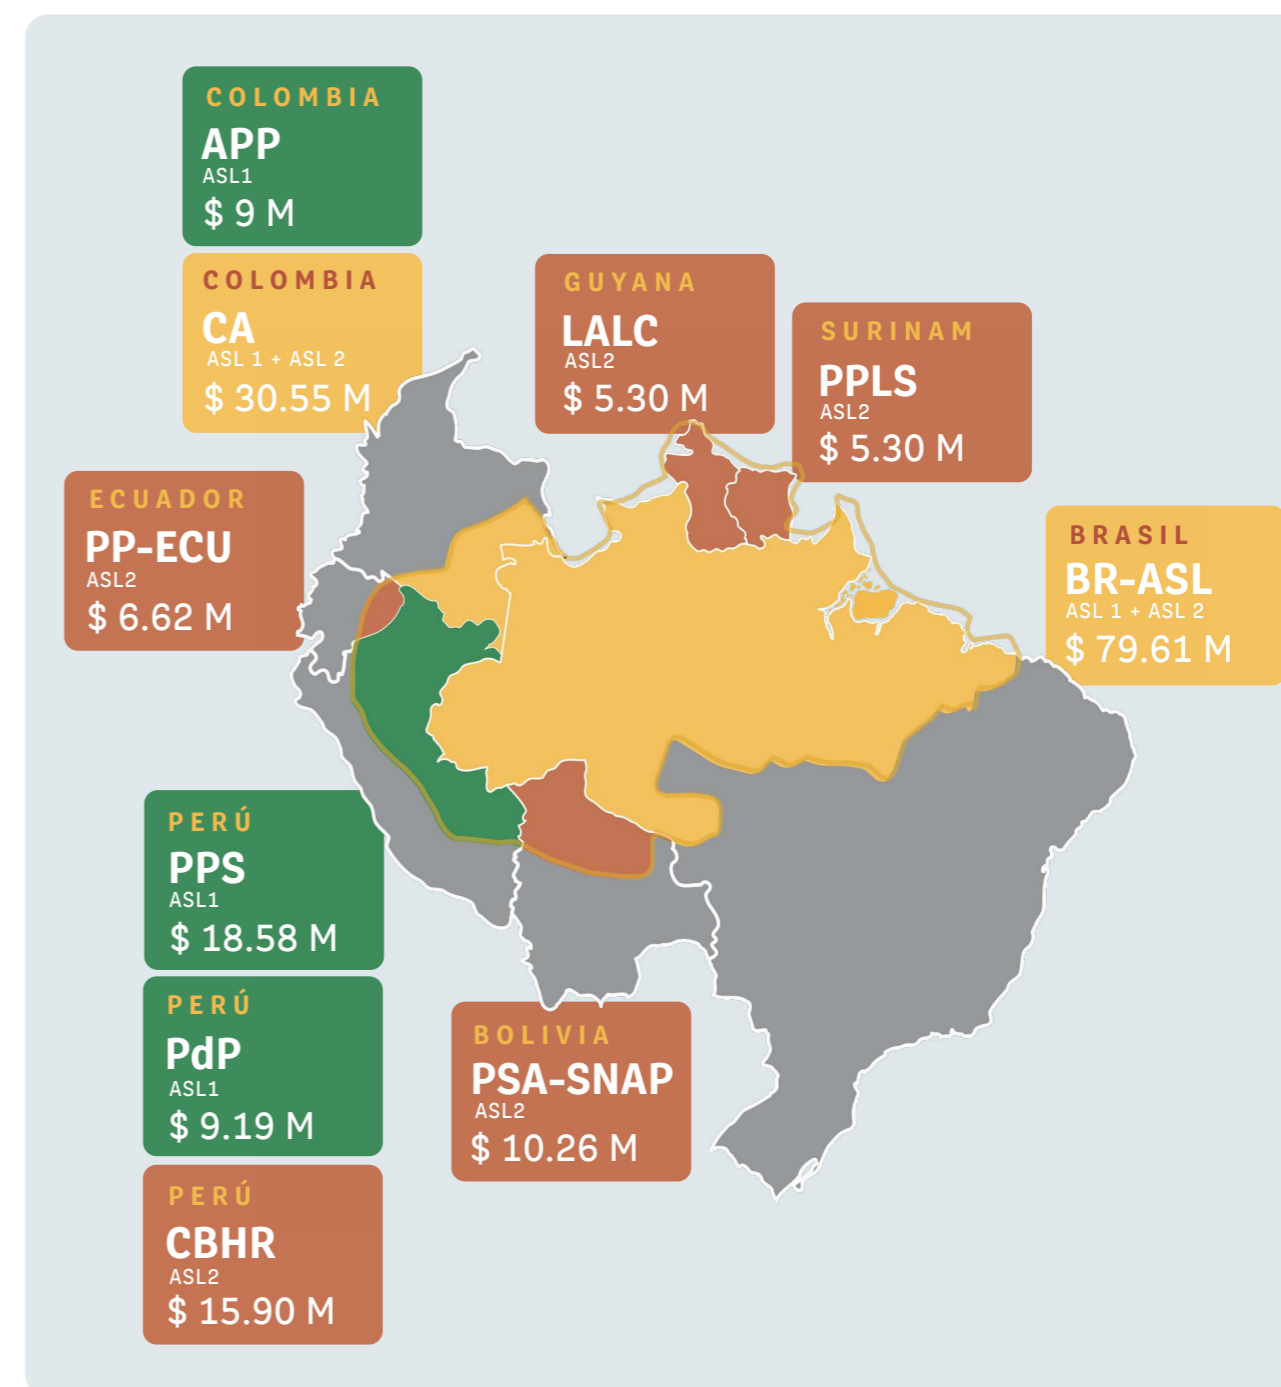 COLOMBIA
APP
ASL1
$ 9 M
COLOMBIA
CA
ASL 1 + ASL 2
$ 30.55 M
GUYANA
LALC
ASL2
$ 5.30 M
SURINAM
PPLS
ASL2
$ 5.30 M
ECUADOR
PP-ECU
ASL2
$ 6.62 M
BRASIL
BR-ASL
ASL 1 + ASL 2
$ 79.61 M
PERÚ
PPS
ASL1
$ 18.58 M
PERÚ
PdP
ASL1
$ 9.19 M
PERÚ
CBHR
ASL2
$ 15.90 M
BOLIVIA
PSA-SNAP
ASL2
$ 10.26 M